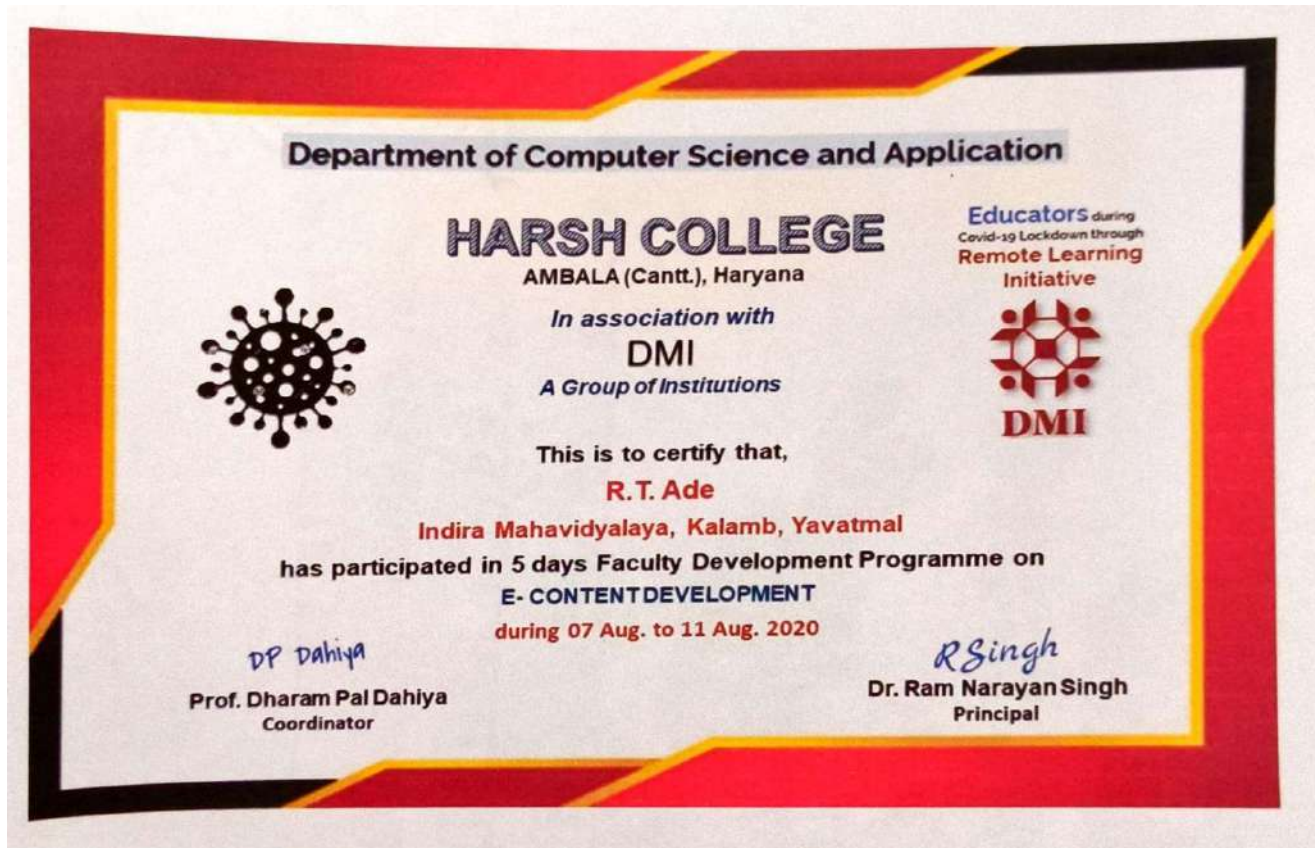 Department of Computer Science and Application
HARSH COLLEGE
AMBALA (Cantt.), Haryana
In association with
DMI
A Group of Institutions
Educators during
Covid-19 Lockdown through
Remote Learning
Initiative
DMI
This is to certify that,
R.T. Ade
Indira Mahavidyalaya, Kalamb, Yavatmal
has participated in 5 days Faculty Development Programme on
E- CONTENT DEVELOPMENT
during 07 Aug. to 11 Aug. 2020
DP Dahiya
Prof. Dharam Pal Dahiya
Coordinator
R Singh
Dr. Ram Narayan Singh
Principal